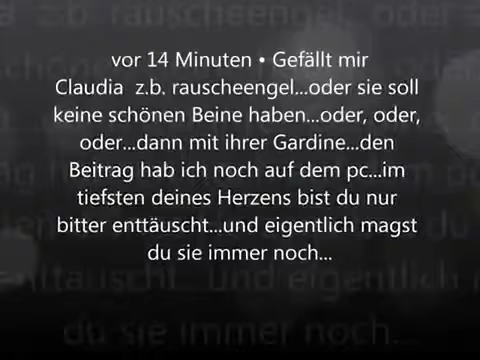 vor 14 Minuten • Gefällt mir
Claudia  z.b. rauscheengel...oder sie soll
keine schönen Beine haben...oder, oder,
oder...dann mit ihrer Gardine...den
Beitrag hab ich noch auf dem pc...im
tiefsten deines Herzens bist du nur
bitter enttäuscht...und eigentlich magst
du sie immer noch...